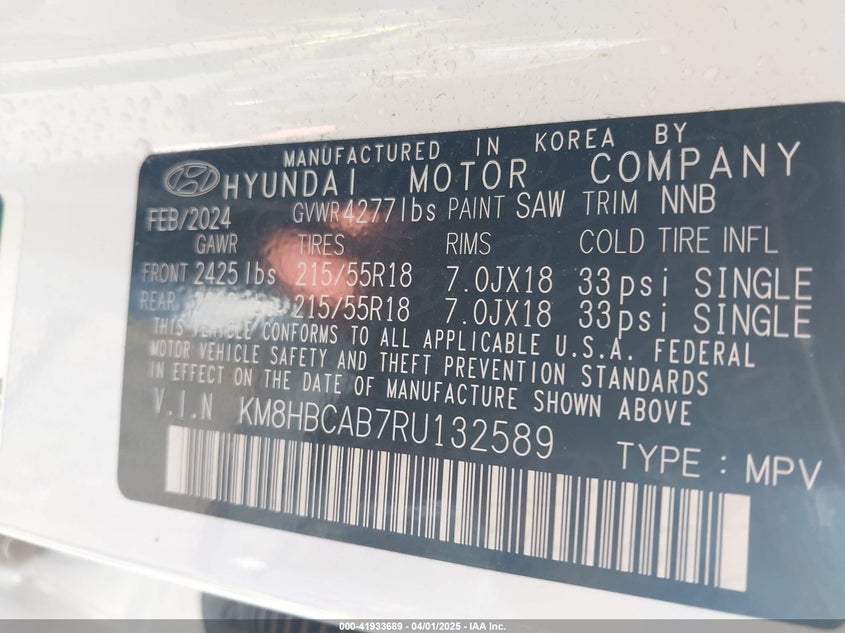 MANUFACTURED IN KOREA BY
HYUNDAI MOTOR COMPANY
FEB/2024 GVWR 4277lbs PAINT SAW TRIM NNB
GAWR TIRES RIMS COLD TIRE INFL
FRONT 2425lbs 215/55R18 7.0JX18 33psi SINGLE
REAR 215/55R18 7.0JX18 33psi SINGLE
THIS VEHICLE CONFORMS TO ALL APPLICABLE U.S.A. FEDERAL
MOTOR VEHICLE SAFETY AND THEFT PREVENTION STANDARDS
IN EFFECT ON THE DATE OF MANUFACTURE SHOWN ABOVE
V.I.N KM8HBCAB7RU132589
TYPE : MPV
000-41933689 - 04/01/2025 - IAA Inc.